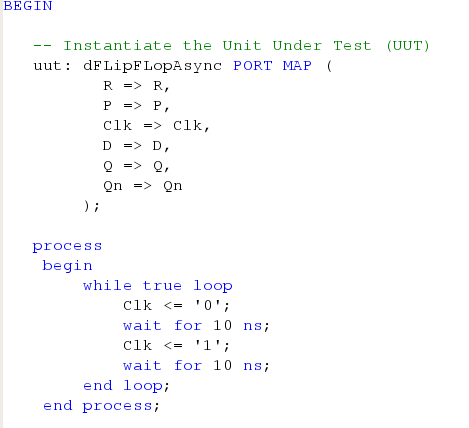 BEGIN
-- Instantiate the Unit Under Test (UUT)
uut: dFLipFLopAsync PORT MAP (
R => R,
P => P,
Clk => Clk,
D => D,
Q => Q,
Qn => Qn
);
process
begin
while true loop
Clk <= '0';
wait for 10 ns;
Clk <= '1';
wait for 10 ns;
end loop;
end process;